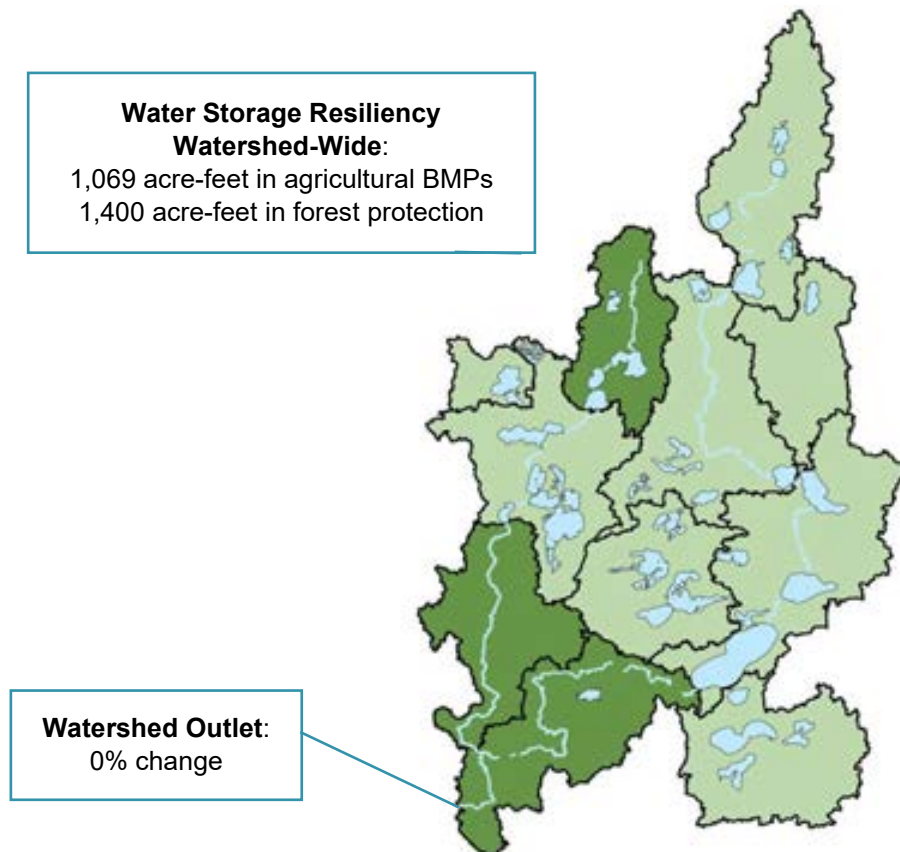 Water Storage Resiliency
Watershed-Wide:
1,069 acre-feet in agricultural BMPs
1,400 acre-feet in forest protection
Watershed Outlet:
0% change